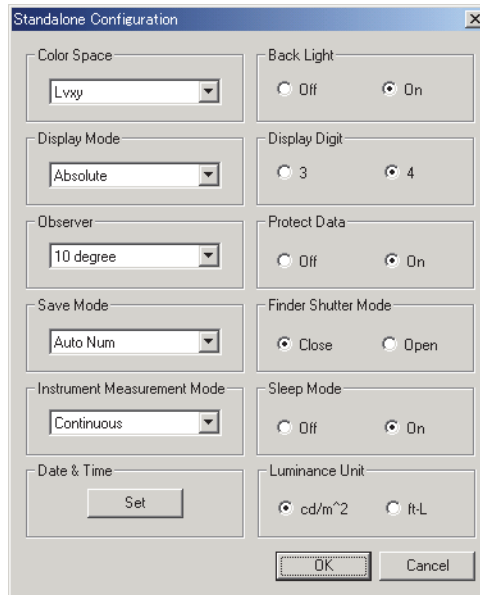 Standalone Configuration
Color Space
Lvxy
Back Light
Off On
Display Mode
Absolute
Display Digit
3 4
Observer
10 degree
Protect Data
Off On
Save Mode
Auto Num
Finder Shutter Mode
Close Open
Instrument Measurement Mode
Continuous
Sleep Mode
Off On
Date & Time
Set
Luminance Unit
cd/m^2 ft-L
OK Cancel